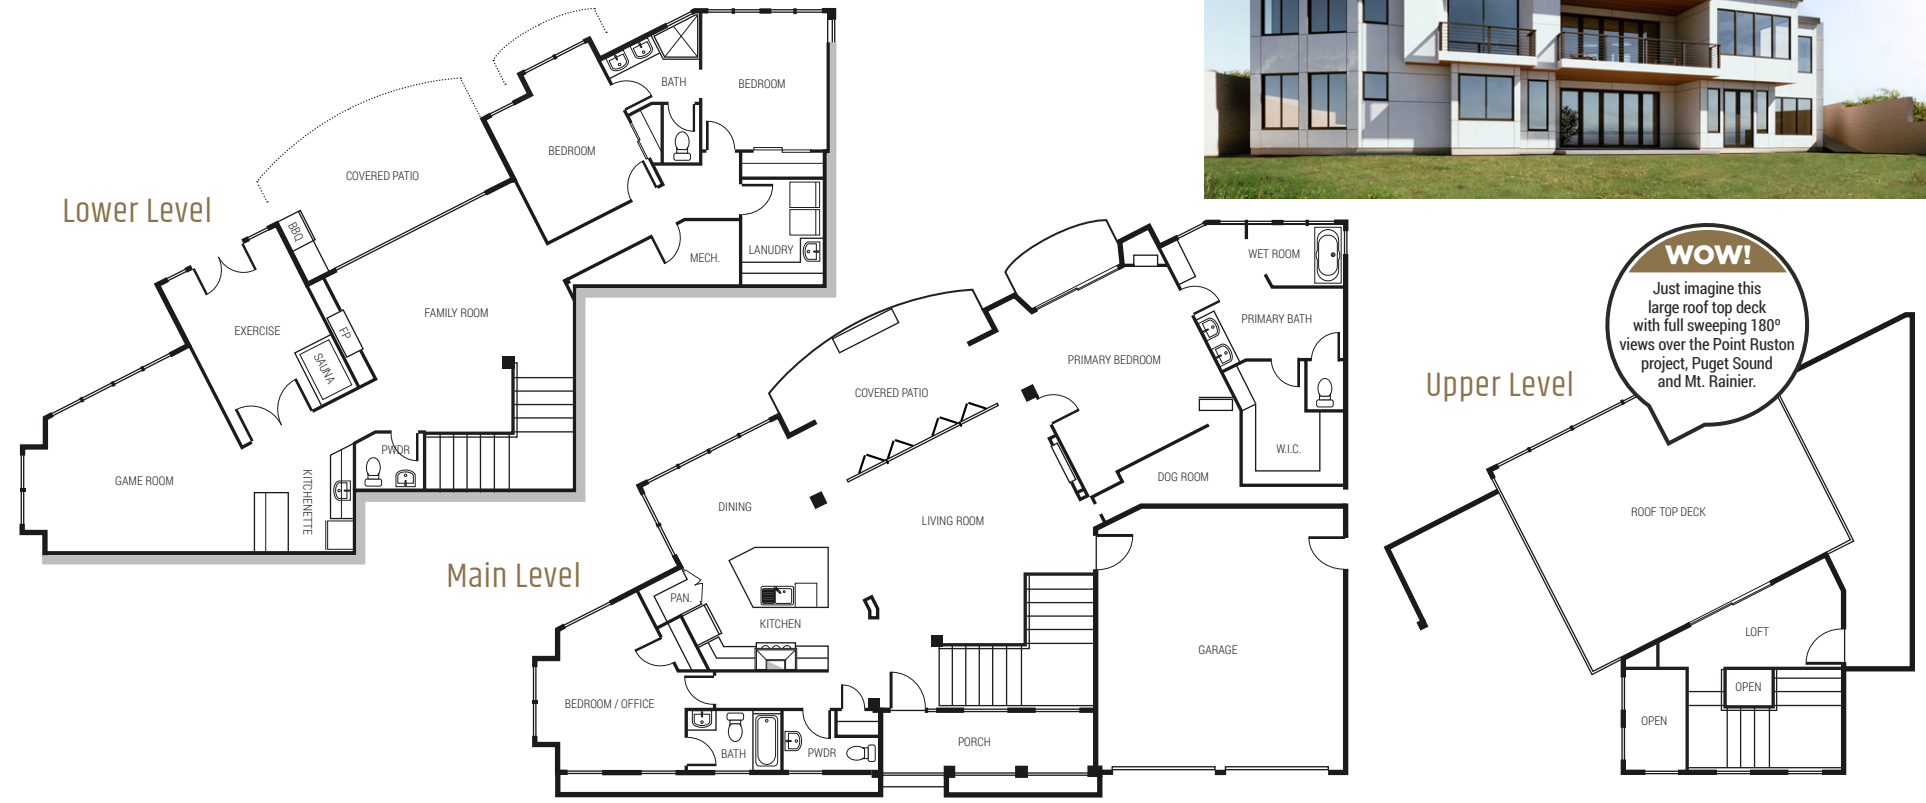 Lower Level
BATH
BEDROOM
BEDROOM
COVERED PATIO
BBQ
LANUDRY
MECH.
FAMILY ROOM
EXERCISE
FP
SAUNA
PWDR
GAME ROOM
KITCHENETTE
Main Level
WET ROOM
PRIMARY BATH
PRIMARY BEDROOM
COVERED PATIO
W.I.C.
DOG ROOM
DINING
LIVING ROOM
PAN.
KITCHEN
GARAGE
BEDROOM / OFFICE
BATH
PWDR
PORCH
Upper Level
WOW!
Just imagine this
large roof top deck
with full sweeping 180º
views over the Point Ruston
project, Puget Sound
and Mt. Rainier.
ROOF TOP DECK
LOFT
OPEN
OPEN